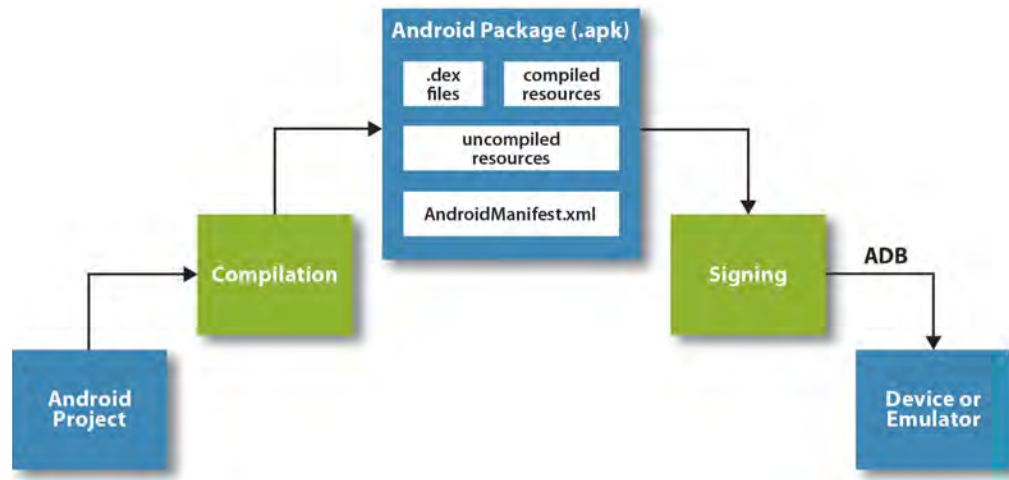 Android Package (.apk)
.dex
files
compiled
resources
uncompiled
resources
AndroidManifest.xml
Compilation
Signing
ADB
Android
Project
Device or
Emulator